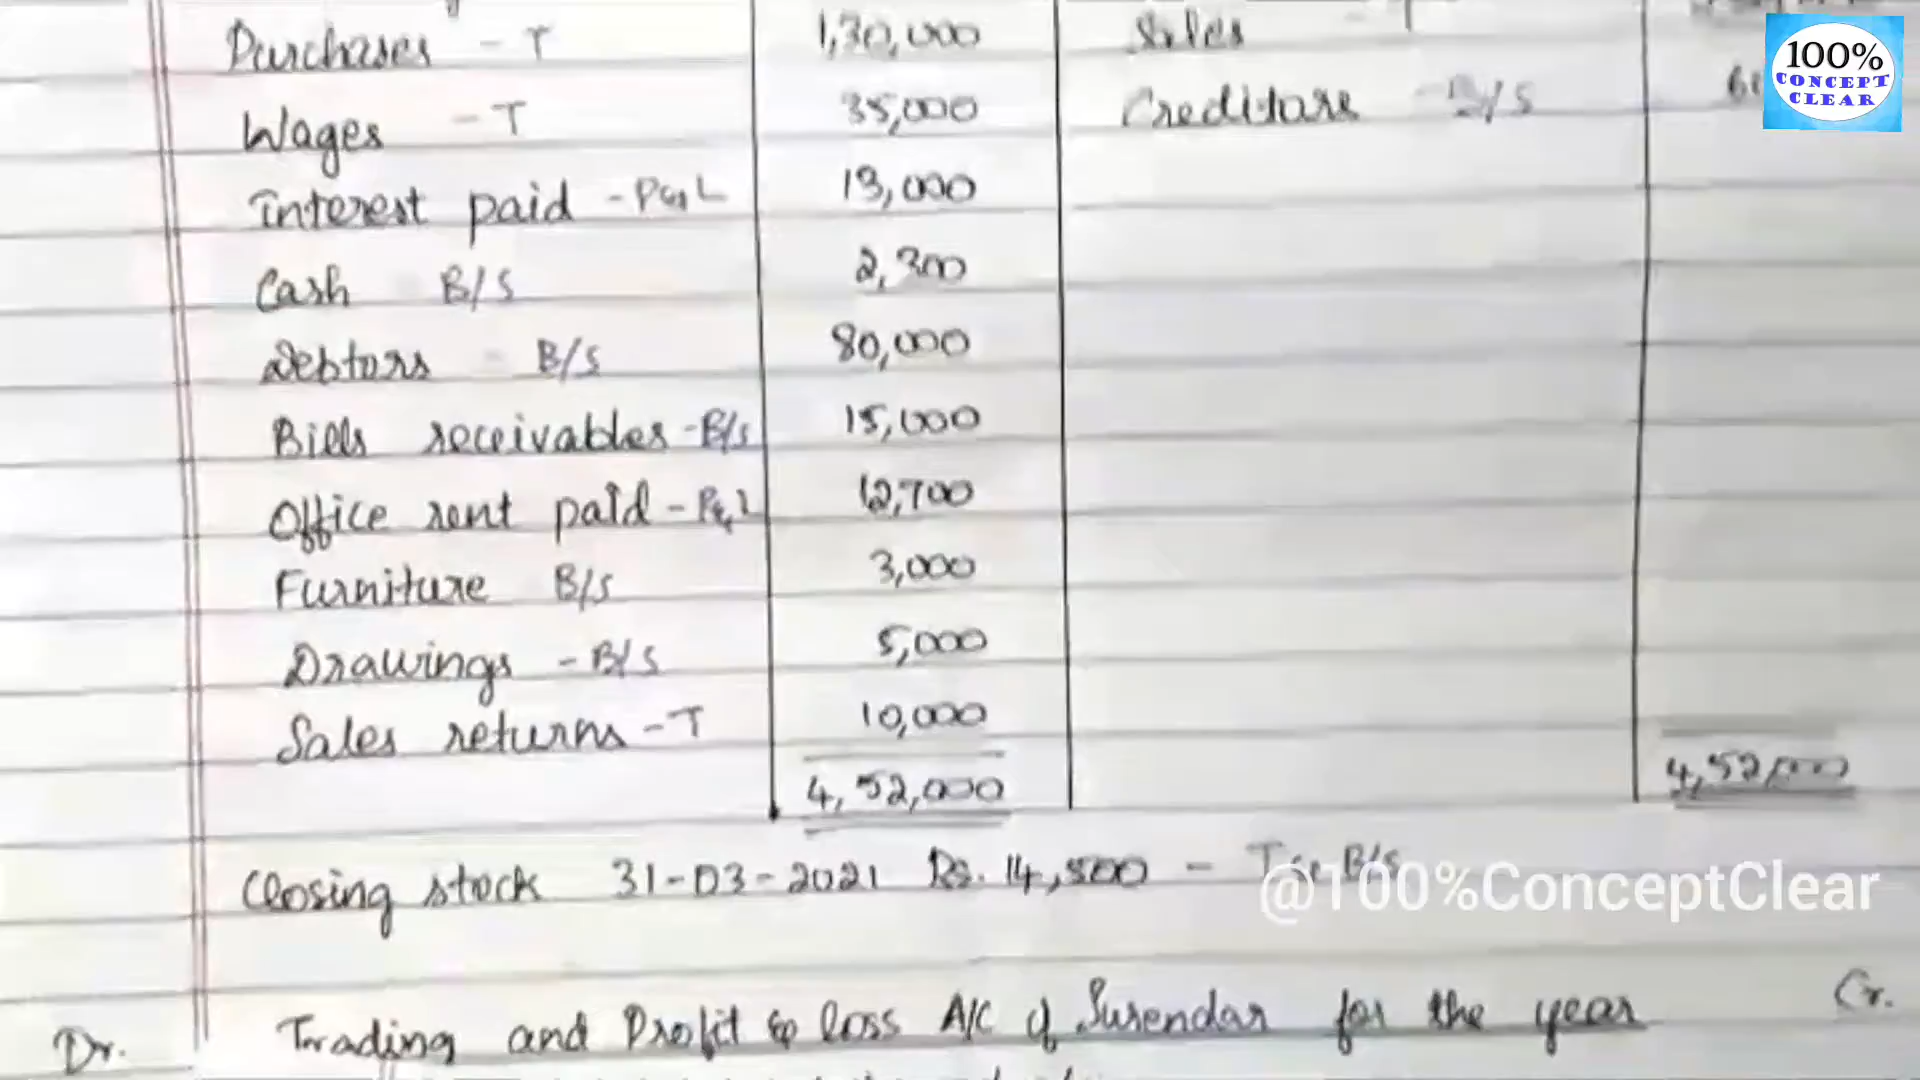 Purchases - T 1,30,000 Sales
Wages - T 35,000 Creditors - B/S
Interest paid - P&L 13,000
Cash B/S 2,300
Debtors - B/S 80,000
Bills receivables - B/S 15,000
Office rent paid - P&L 12,700
Furniture B/S 3,000
Drawings - B/S 5,000
Sales returns - T 10,000
4,52,000 4,52,000
Closing stock 31-03-2021 Rs. 14,500 - T & B/S
Dr. Trading and Profit & loss A/C of Surendar for the year Cr.
100%
CONCEPT
CLEAR
@100%ConceptClear